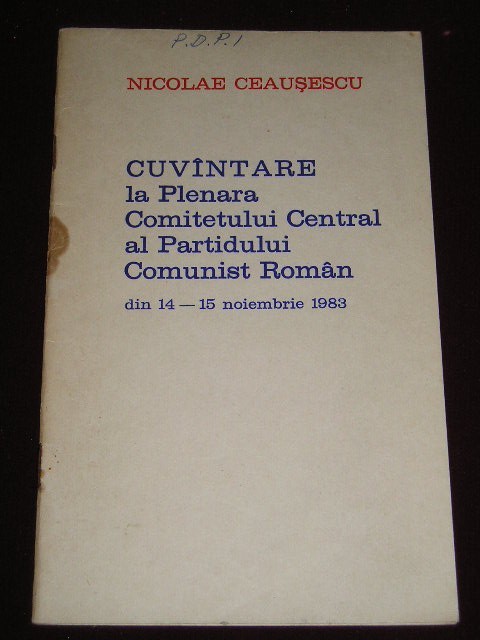 P.D.P.I
NICOLAE CEAUȘESCU
CUVÎNTARE
la Plenara
Comitetului Central
al Partidului
Comunist Român
din 14 — 15 noiembrie 1983